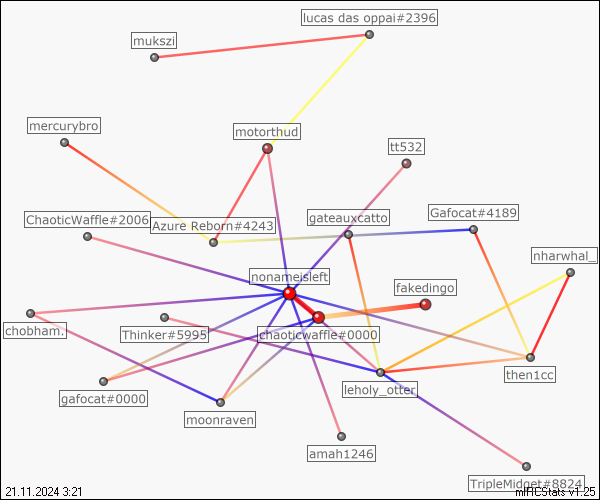 lucas das oppai#2396
mukszi
mercurybro
motorthud
tt532
ChaoticWaffle#2006
Azure Reborn#4243
gateauxcatto
Gafocat#4189
nharwhal_
nonameisleft
fakedingo
chobham.
Thinker#5995
chaoticwaffle#0000
then1cc
gafocat#0000
leholy_otter
moonraven
amah1246
TripleMidget#8824
21.11.2024 3:21
mIRCStats v1.25